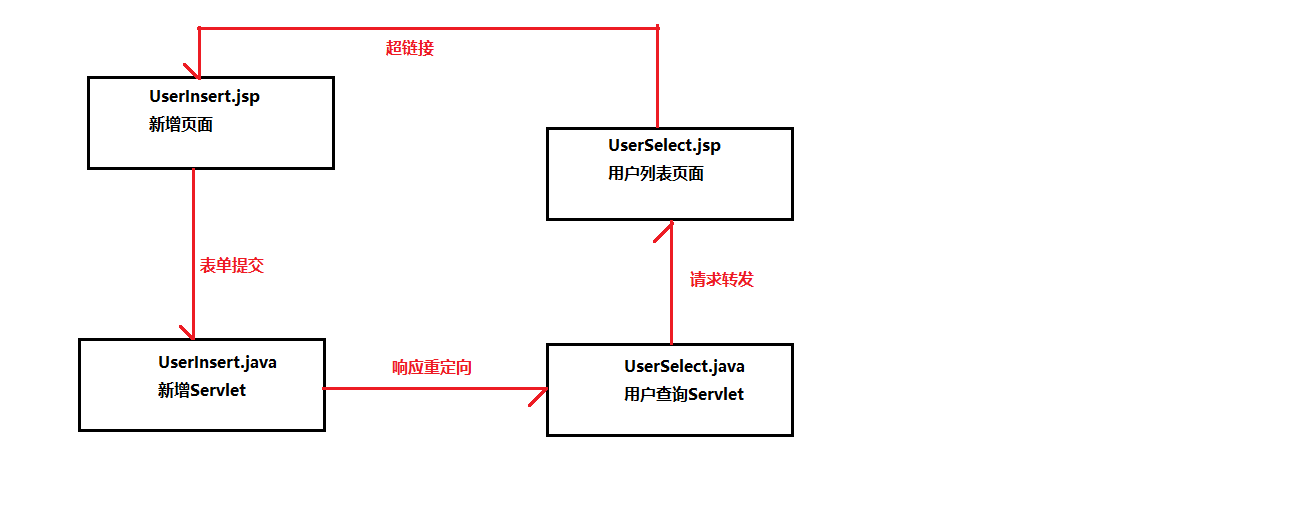 超链接
UserInsert.jsp
新增页面
UserSelect.jsp
用户列表页面
表单提交
请求转发
UserInsert.java
新增Servlet
响应重定向
UserSelect.java
用户查询Servlet